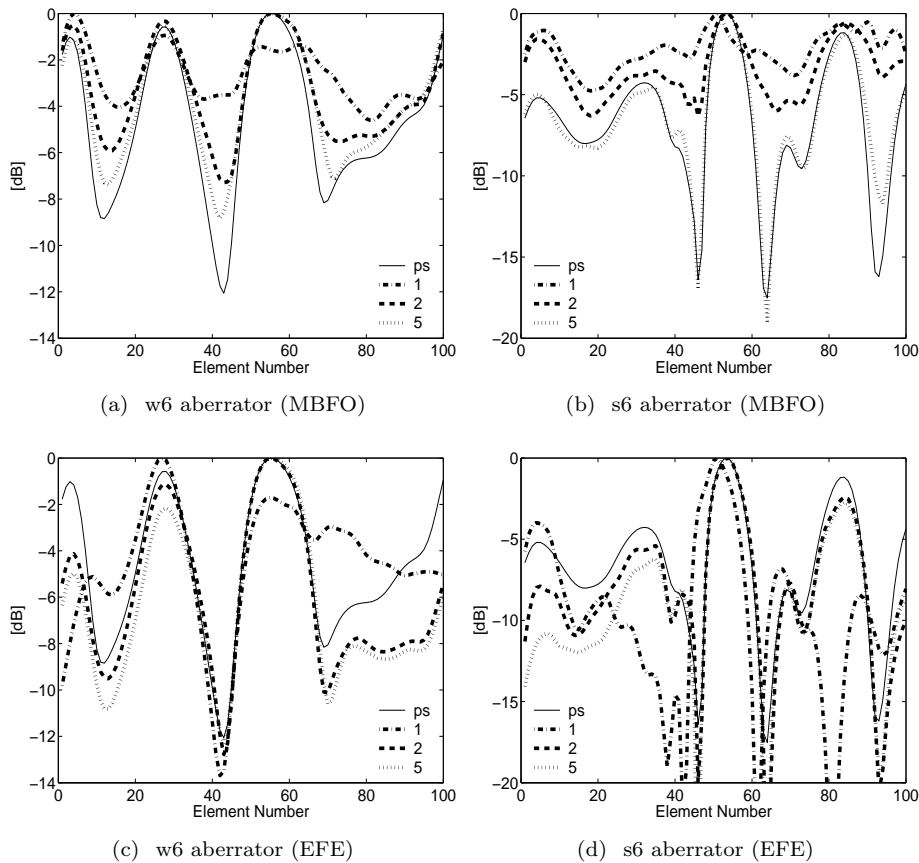 0
−2
−4
−6
−8
−10
−12
−14
[dB]
0 20 40 60 80 100
Element Number
ps
1
2
5
(a) w6 aberrator (MBFO)
0
−5
−10
−15
−20
[dB]
0 20 40 60 80 100
Element Number
ps
1
2
5
(b) s6 aberrator (MBFO)
0
−2
−4
−6
−8
−10
−12
−14
[dB]
0 20 40 60 80 100
Element Number
ps
1
2
5
(c) w6 aberrator (EFE)
0
−5
−10
−15
−20
[dB]
0 20 40 60 80 100
Element Number
ps
1
2
5
(d) s6 aberrator (EFE)